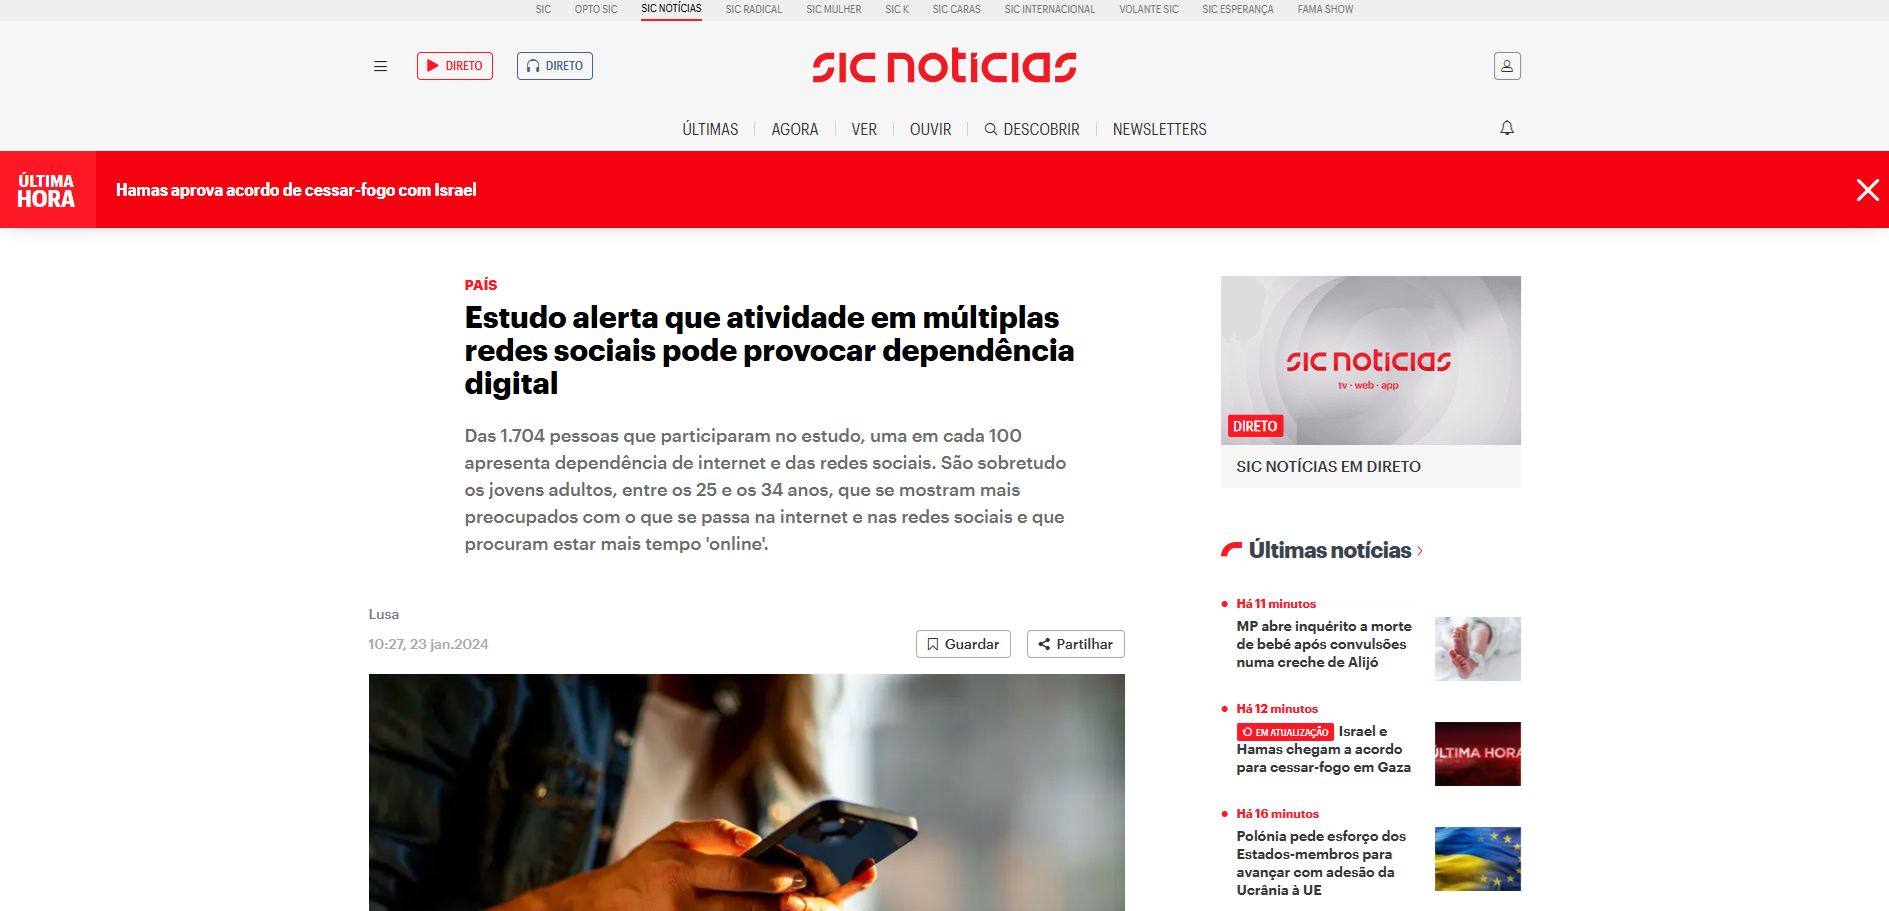 SIC OPTO SIC SIC NOTÍCIAS SIC RADICAL SIC MULHER SIC K SIC CARAS SIC INTERNACIONAL VOLANTE SIC SIC ESPERANÇA FAMA SHOW
DIRETO DIRETO sic notícias
ÚLTIMAS AGORA VER OUVIR DESCOBRIR NEWSLETTERS
ÚLTIMA
HORA
Hamas aprova acordo de cessar-fogo com Israel
PAÍS
Estudo alerta que atividade em múltiplas
redes sociais pode provocar dependência
digital
Das 1.704 pessoas que participaram no estudo, uma em cada 100
apresenta dependência de internet e das redes sociais. São sobretudo
os jovens adultos, entre os 25 e os 34 anos, que se mostram mais
preocupados com o que se passa na internet e nas redes sociais e que
procuram estar mais tempo 'online'.
Lusa
10:27, 23 jan.2024
Guardar Partilhar
sic notícias
tv · web · app
DIRETO
SIC NOTÍCIAS EM DIRETO
Últimas notícias
Há 11 minutos
MP abre inquérito a morte
de bebé após convulsões
numa creche de Alijó
Há 12 minutos
EM ATUALIZAÇÃO Israel e
Hamas chegam a acordo
para cessar-fogo em Gaza
ÚLTIMA HORA
Há 16 minutos
Polónia pede esforço dos
Estados-membros para
avançar com adesão da
Ucrânia à UE